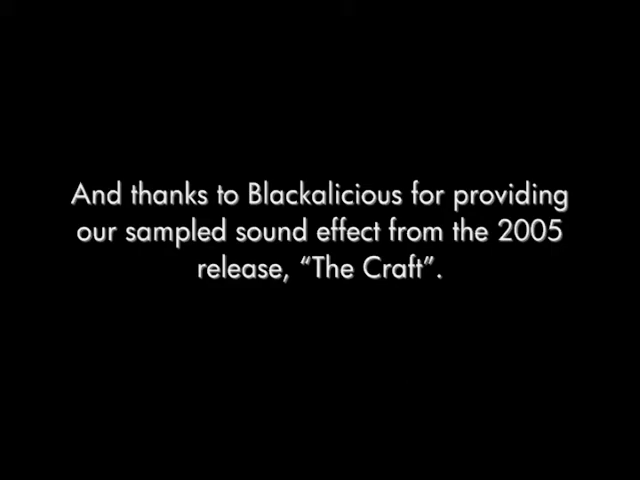 And thanks to Blackalicious for providing
our sampled sound effect from the 2005
release, “The Craft”.